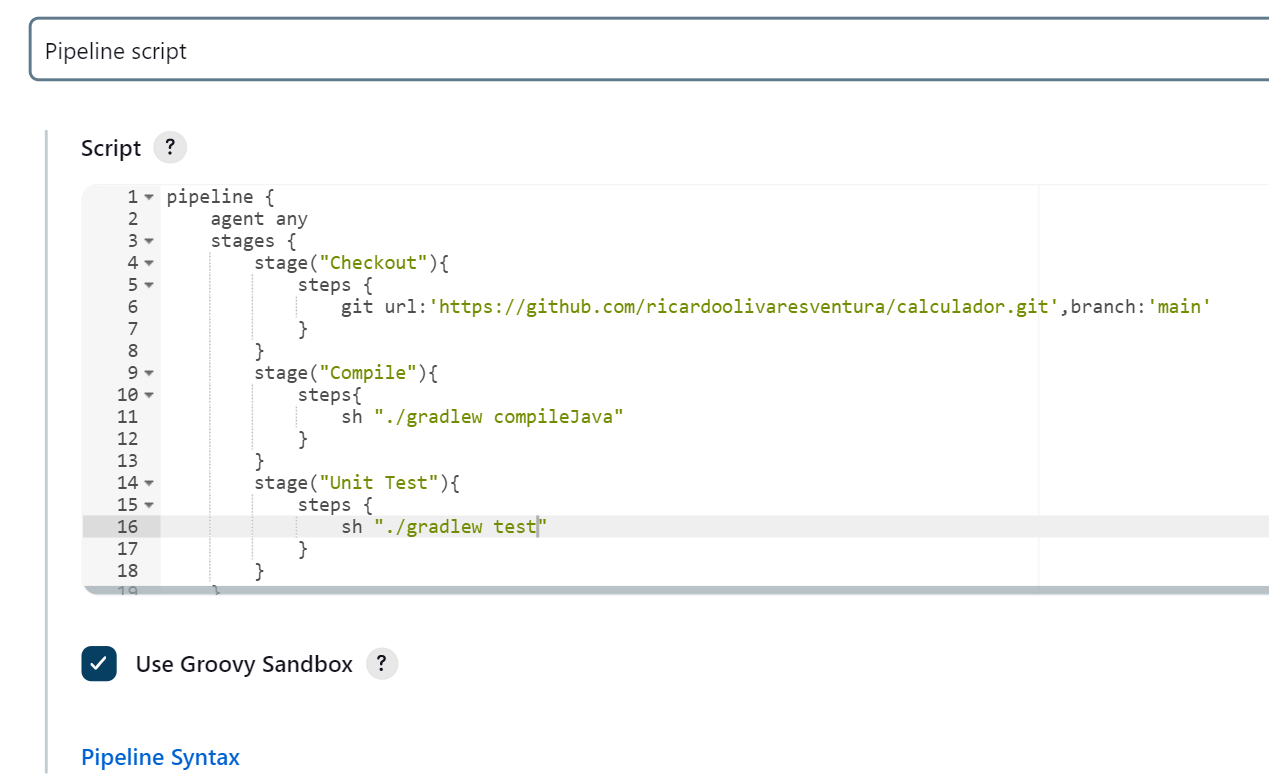 Pipeline script
Script ?
1 pipeline {
2 agent any
3 stages {
4 stage("Checkout"){
5 steps {
6 git url:'https://github.com/ricardoolivaresventura/calculador.git',branch:'main'
7 }
8 }
9 stage("Compile"){
10 steps{
11 sh "./gradlew compileJava"
12 }
13 }
14 stage("Unit Test"){
15 steps {
16 sh "./gradlew test"
17 }
18 }
19 }
Use Groovy Sandbox ?
Pipeline Syntax